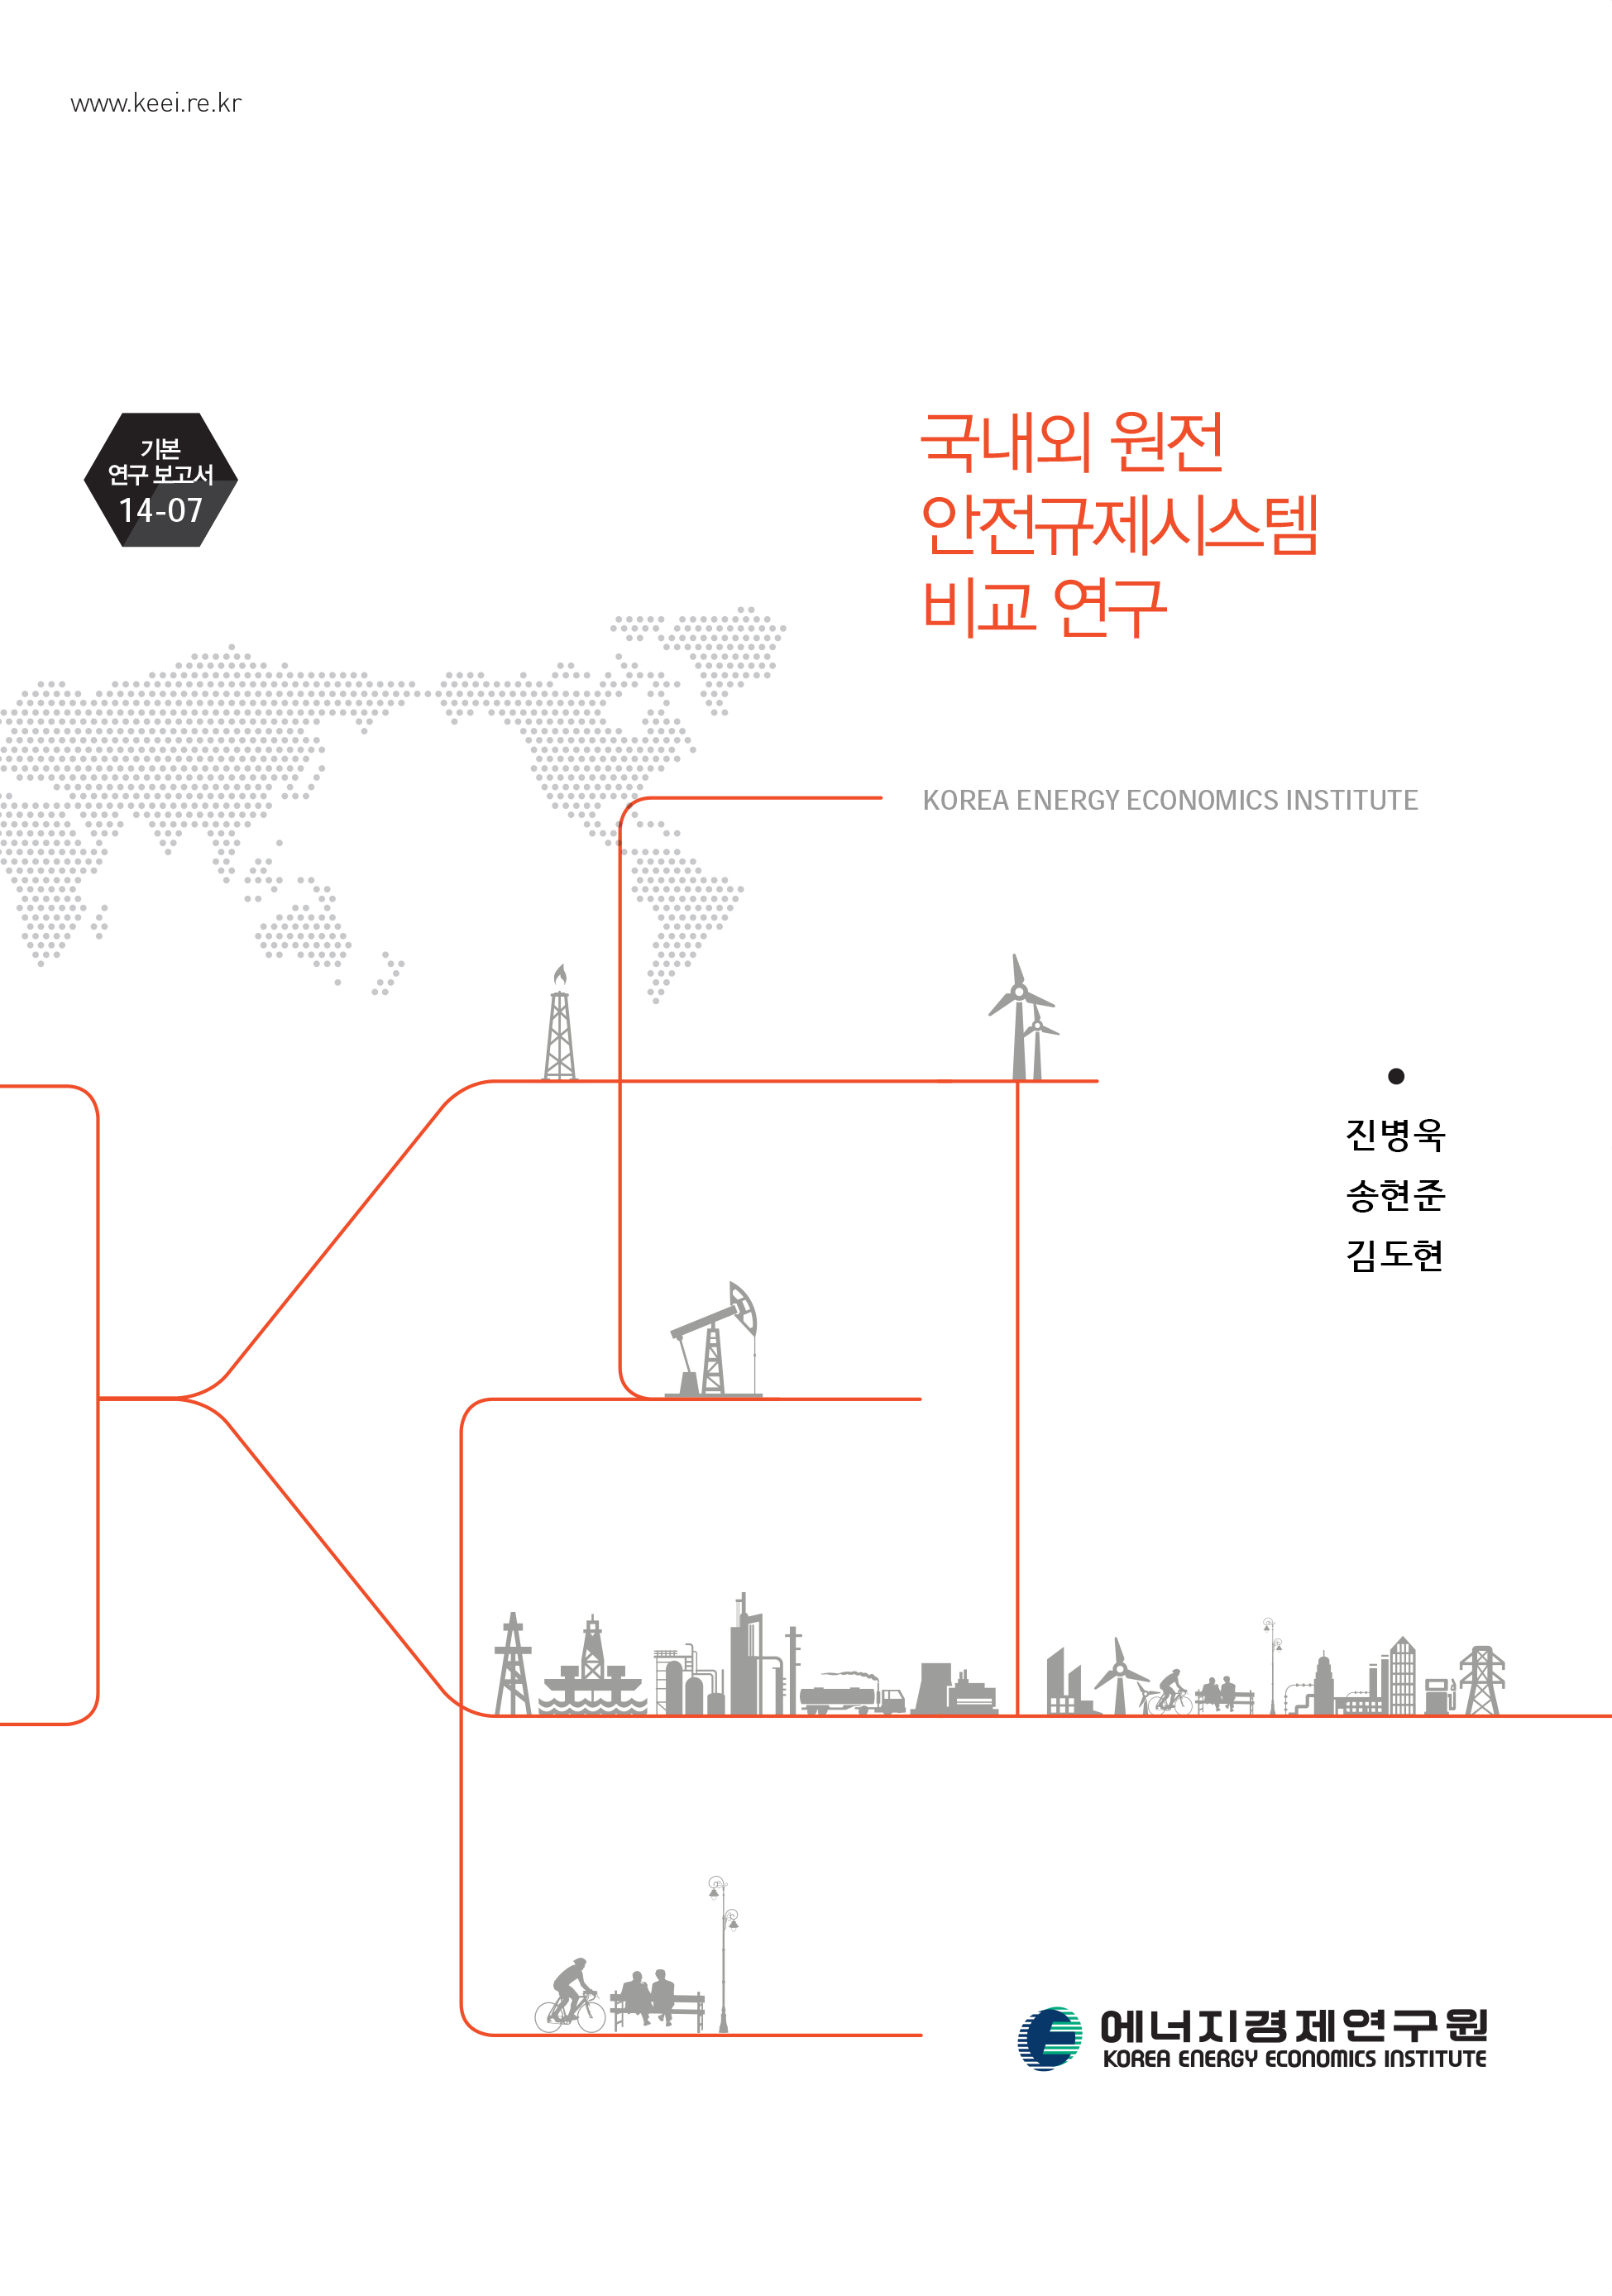 www.keei.re.kr
기본
연구 보고서
14-07
국내외 원전
안전규제시스템
비교 연구
KOREA ENERGY ECONOMICS INSTITUTE
진병욱
송현준
김도현
에너지경제연구원
KOREA ENERGY ECONOMICS INSTITUTE